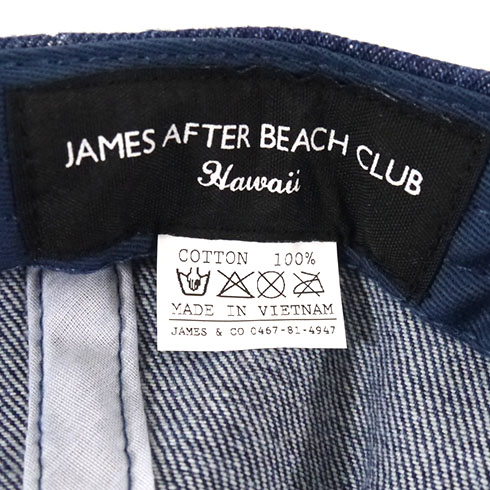 JAMES AFTER BEACH CLUB
Hawaii
COTTON 100%
MADE IN VIETNAM
JAMES & CO 0467-81-4947